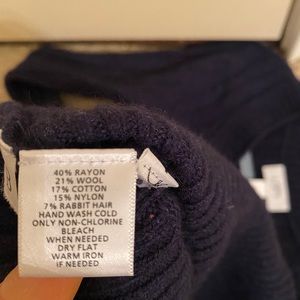 40% RAYON
21% WOOL
17% COTTON
15% NYLON
7% RABBIT HAIR
HAND WASH COLD
ONLY NON-CHLORINE
BLEACH
WHEN NEEDED
DRY FLAT
WARM IRON
IF NEEDED